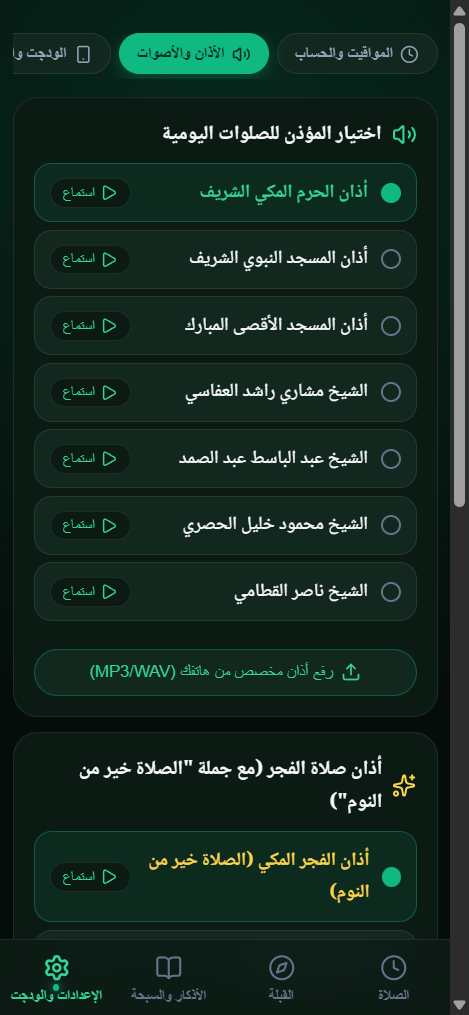 المواقيت والحساب
الأذان والأصوات
الودجت وا
اختيار المؤذن للصلوات اليومية
أذان الحرم المكي الشريف
استماع
أذان المسجد النبوي الشريف
استماع
أذان المسجد الأقصى المبارك
استماع
الشيخ مشاري راشد العفاسي
استماع
الشيخ عبد الباسط عبد الصمد
استماع
الشيخ محمود خليل الحصري
استماع
الشيخ ناصر القطامي
استماع
رفع أذان مخصص من هاتفك (MP3/WAV)
أذان صلاة الفجر (مع جملة "الصلاة خير من
النوم")
أذان الفجر المكي (الصلاة خير من
النوم)
استماع
الصلاة
القبلة
الأذكار والسبحة
الإعدادات والودجت